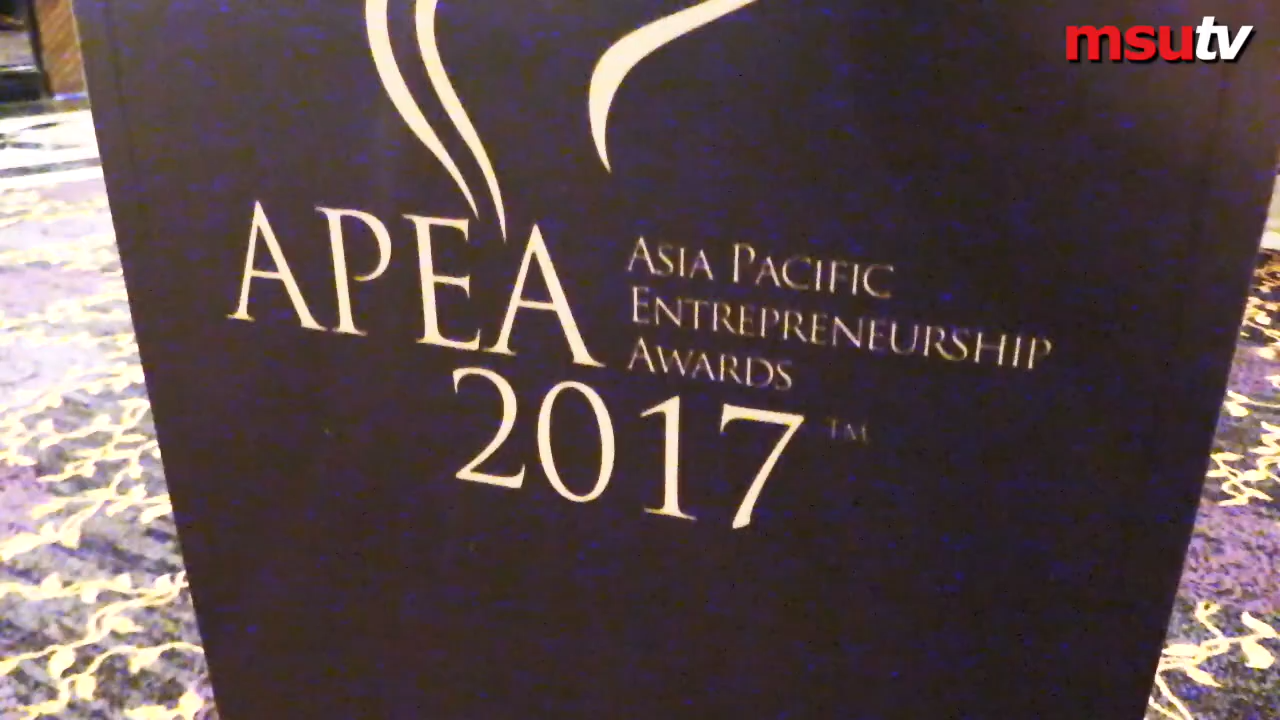 msutv
APEA
ASIA PACIFIC
ENTREPRENEURSHIP
AWARDS
2017 TM